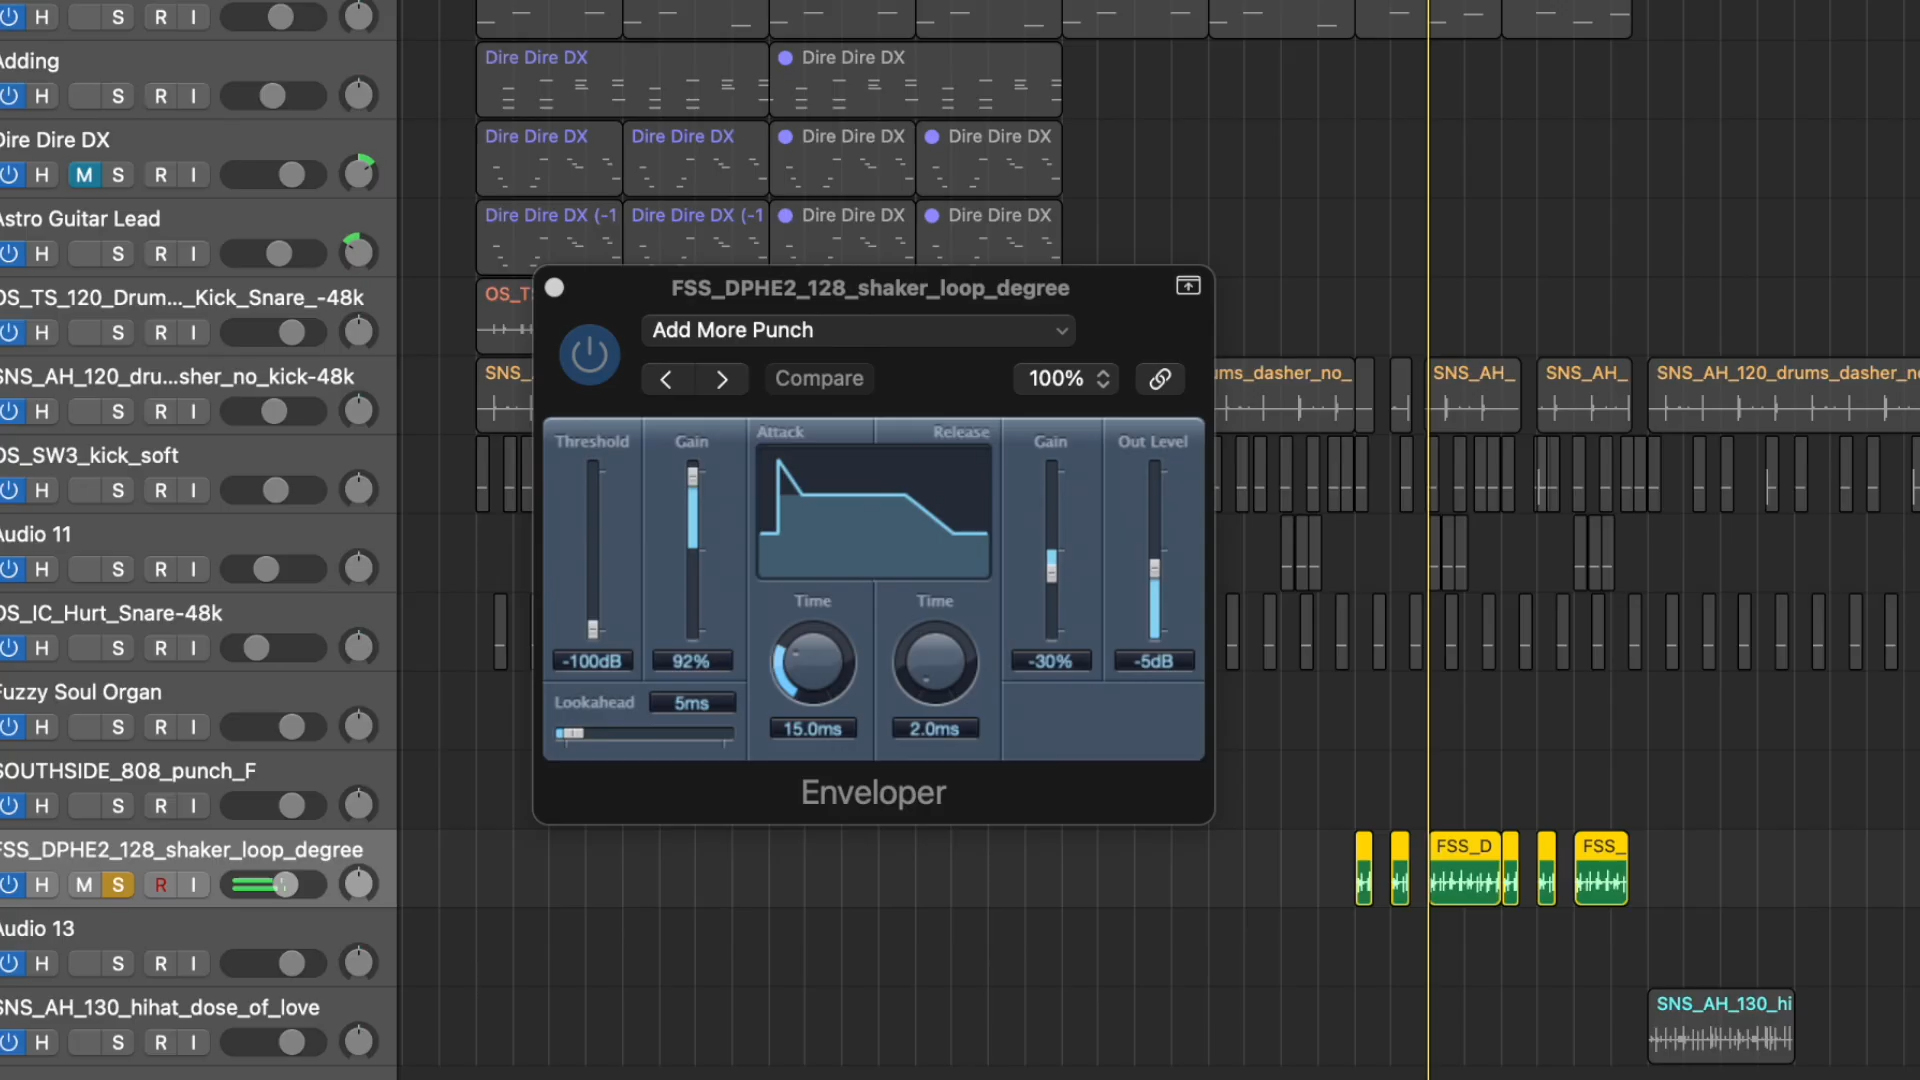 H S R I
Adding
H S R I
Dire Dire DX
H M S R I
Astro Guitar Lead
H S R I
OS_TS_120_Drum..._Kick_Snare_-48k
H S R I
SNS_AH_120_dru...sher_no_kick-48k
H S R I
OS_SW3_kick_soft
H S R I
Audio 11
H S R I
OS_IC_Hurt_Snare-48k
H S R I
Fuzzy Soul Organ
H S R I
SOUTHSIDE_808_punch_F
H S R I
FSS_DPHE2_128_shaker_loop_degree
H M S R I
Audio 13
H S R I
SNS_AH_130_hihat_dose_of_love
H S R I
Dire Dire DX Dire Dire DX
Dire Dire DX Dire Dire DX Dire Dire DX Dire Dire DX
Dire Dire DX (-1 Dire Dire DX (-1 Dire Dire DX Dire Dire DX
OS_T
SNS_ ms_dasher_no_ SNS_AH_ SNS_AH_ SNS_AH_120_drums_dasher_n
FSS_DPHE2_128_shaker_loop_degree
Add More Punch
Compare 100%
Threshold Gain Attack Release Gain Out Level
Time Time
-100dB 92% -30% -5dB
Lookahead 5ms
15.0ms 2.0ms
Enveloper
FSS_D FSS_
SNS_AH_130_hi